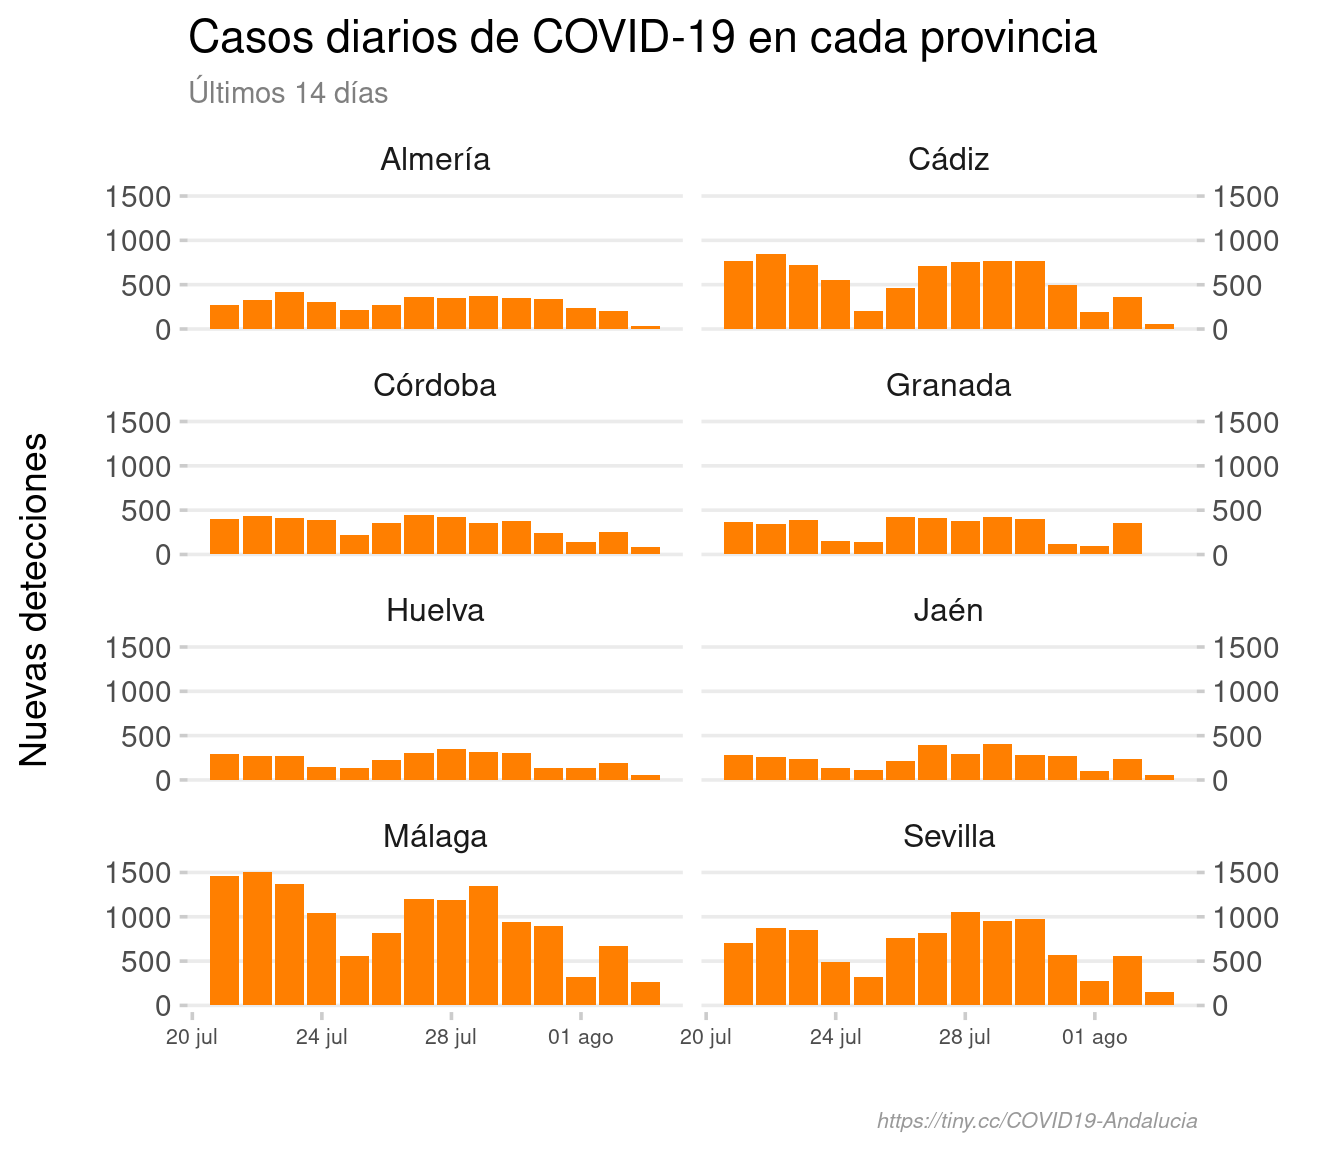 Casos diarios de COVID-19 en cada provincia
Últimos 14 días
Nuevas detecciones
Almería
Cádiz
1500
1000
500
0
1500
1000
500
0
Córdoba
Granada
1500
1000
500
0
1500
1000
500
0
Huelva
Jaén
1500
1000
500
0
1500
1000
500
0
Málaga
Sevilla
1500
1000
500
0
1500
1000
500
0
20 jul 24 jul 28 jul 01 ago
20 jul 24 jul 28 jul 01 ago
https://tiny.cc/COVID19-Andalucia